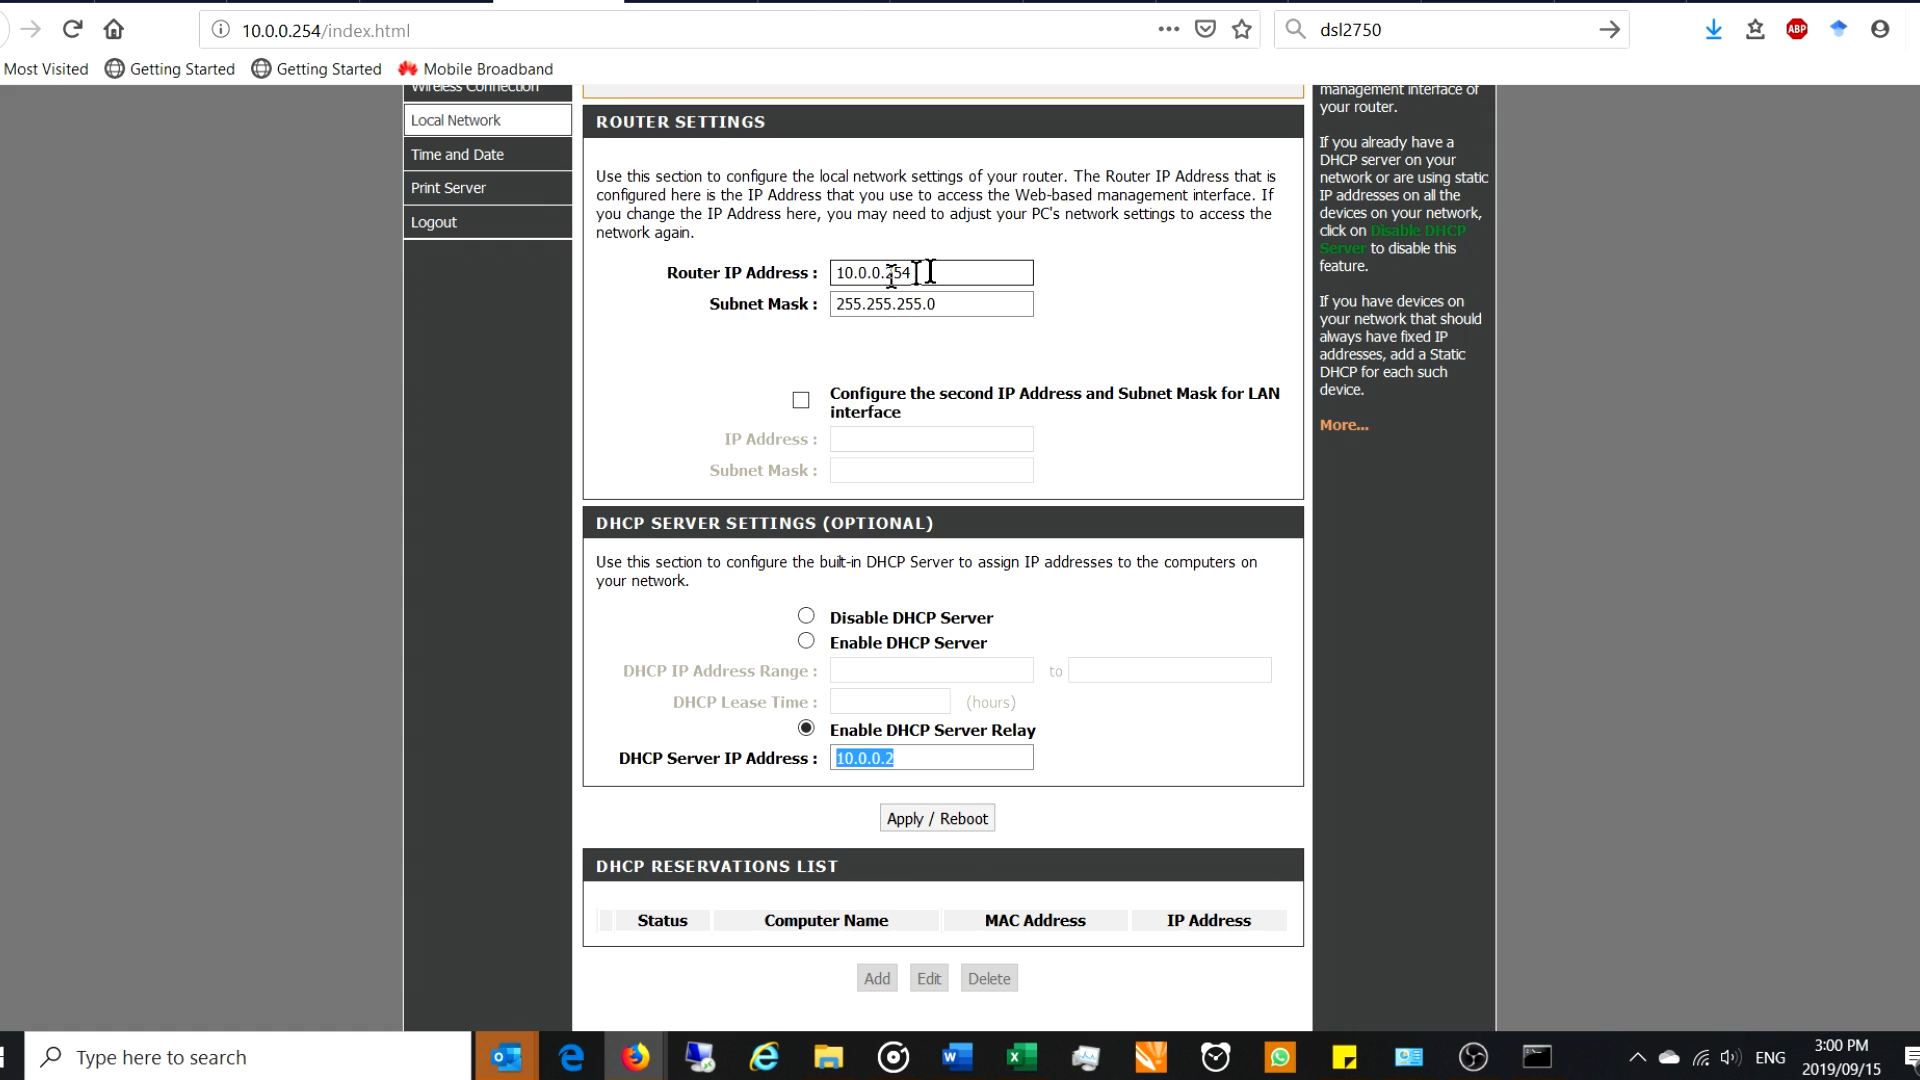 10.0.0.254/index.html
dsl2750
ABP
Most Visited
Getting Started
Getting Started
Mobile Broadband
Wireless Connection
Local Network
Time and Date
Print Server
Logout
ROUTER SETTINGS
Use this section to configure the local network settings of your router. The Router IP Address that is
configured here is the IP Address that you use to access the Web-based management interface. If
you change the IP Address here, you may need to adjust your PC's network settings to access the
network again.
Router IP Address : 10.0.0.254
Subnet Mask : 255.255.255.0
Configure the second IP Address and Subnet Mask for LAN
interface
IP Address :
Subnet Mask :
DHCP SERVER SETTINGS (OPTIONAL)
Use this section to configure the built-in DHCP Server to assign IP addresses to the computers on
your network.
Disable DHCP Server
Enable DHCP Server
DHCP IP Address Range : to
DHCP Lease Time : (hours)
Enable DHCP Server Relay
DHCP Server IP Address : 10.0.0.2
Apply / Reboot
DHCP RESERVATIONS LIST
Status Computer Name MAC Address IP Address
Add Edit Delete
management interface of
your router.
If you already have a
DHCP server on your
network or are using static
IP addresses on all the
devices on your network,
click on Disable DHCP
Server to disable this
feature.
If you have devices on
your network that should
always have fixed IP
addresses, add a Static
DHCP for each such
device.
More...
Type here to search
ENG
3:00 PM
2019/09/15